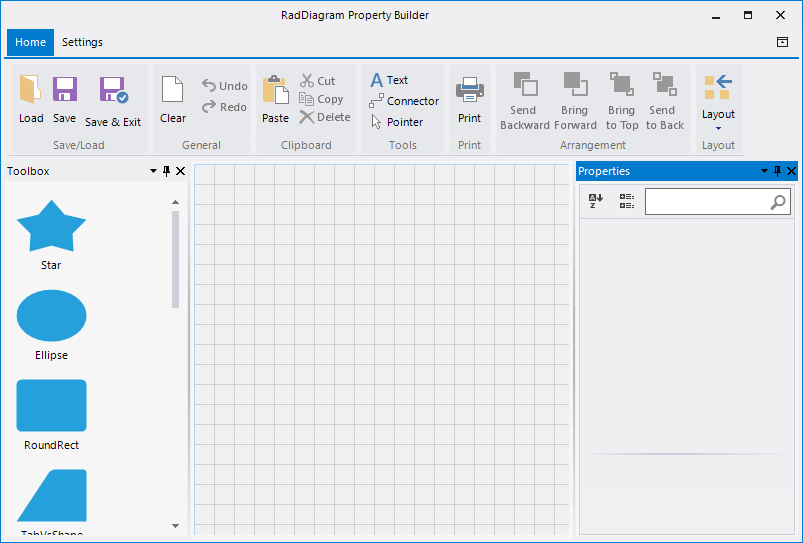 RadDiagram Property Builder
Home Settings
Load Save Save & Exit
Save/Load
Clear Undo
Redo
General
Paste Cut
Copy
Delete
Clipboard
A Text
Connector
Pointer
Tools
Print
Print
Send
Backward
Bring
Forward
Bring
to Top
Send
to Back
Arrangement
Layout
Layout
Toolbox
Star
Ellipse
RoundRect
TabVsShape
Properties
A
Z